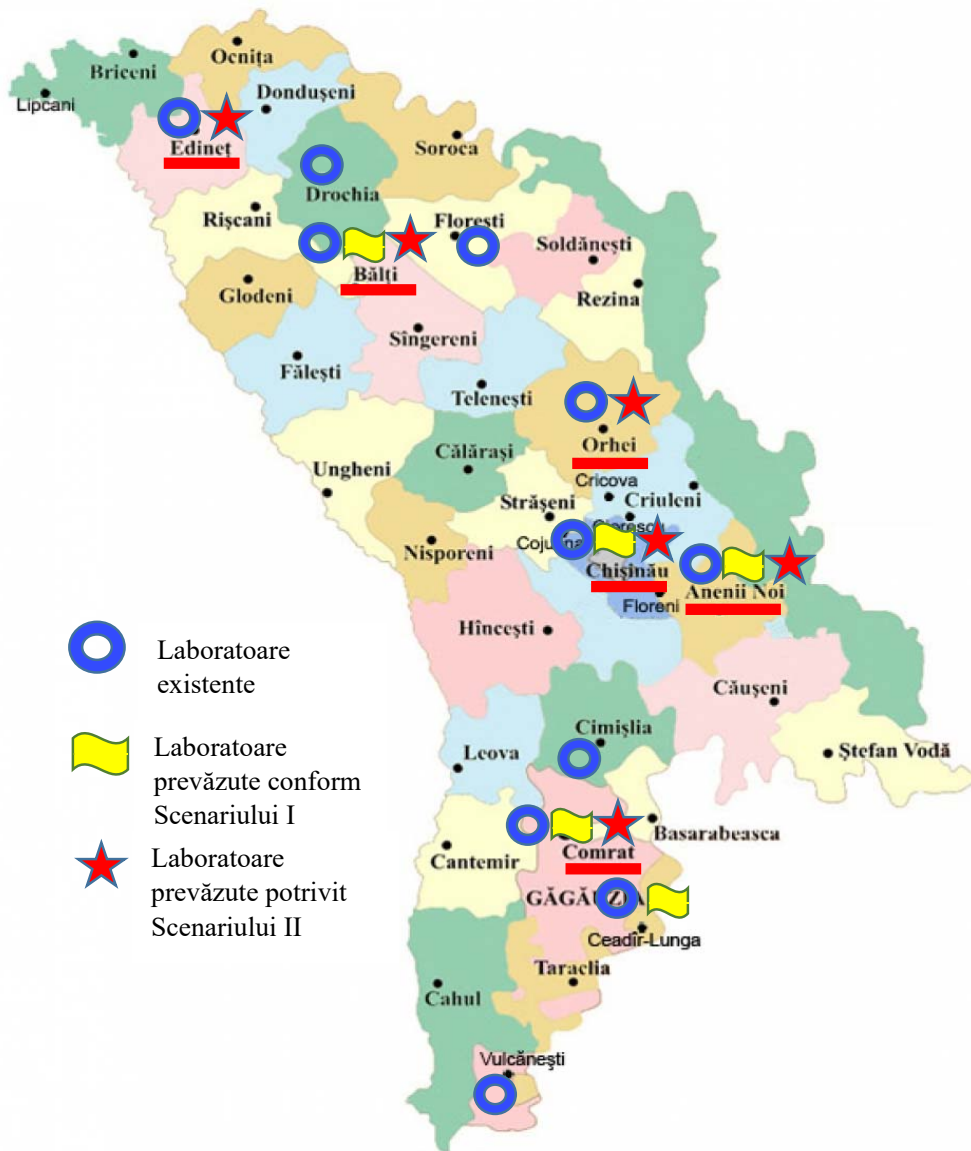 Ocnița
Briceni
Lipcani
Dondușeni
Edineț
Soroca
Drochia
Rîșcani
Florești
Soldănești
Bălți
Glodeni
Rezina
Sîngereni
Fălești
Telenești
Orhei
Călărași
Ungheni
Cricova
Strășeni
Criuleni
Nisporeni
Chișinău
Anenii Noi
Floreni
Hîncești
Laboratoare
existente
Căușeni
Cimișlia
Leova
Ștefan Vodă
Laboratoare
prevăzute conform
Scenariului I
Basarabeasca
Cantemir
Comrat
Laboratoare
prevăzute potrivit
Scenariului II
GĂGĂUZIA
Ceadîr-Lunga
Taraclia
Cahul
Vulcănești